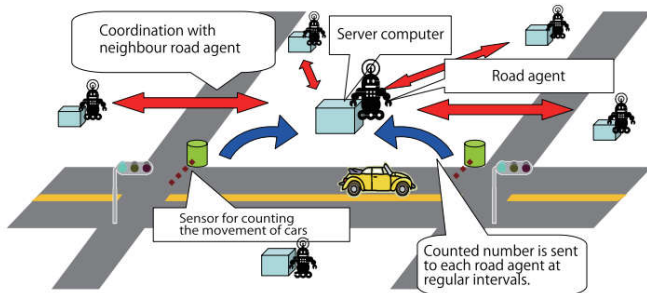 Coordination with
neighbour road agent
Server computer
Road agent
Sensor for counting
the movement of cars
Counted number is sent
to each road agent at
regular intervals.